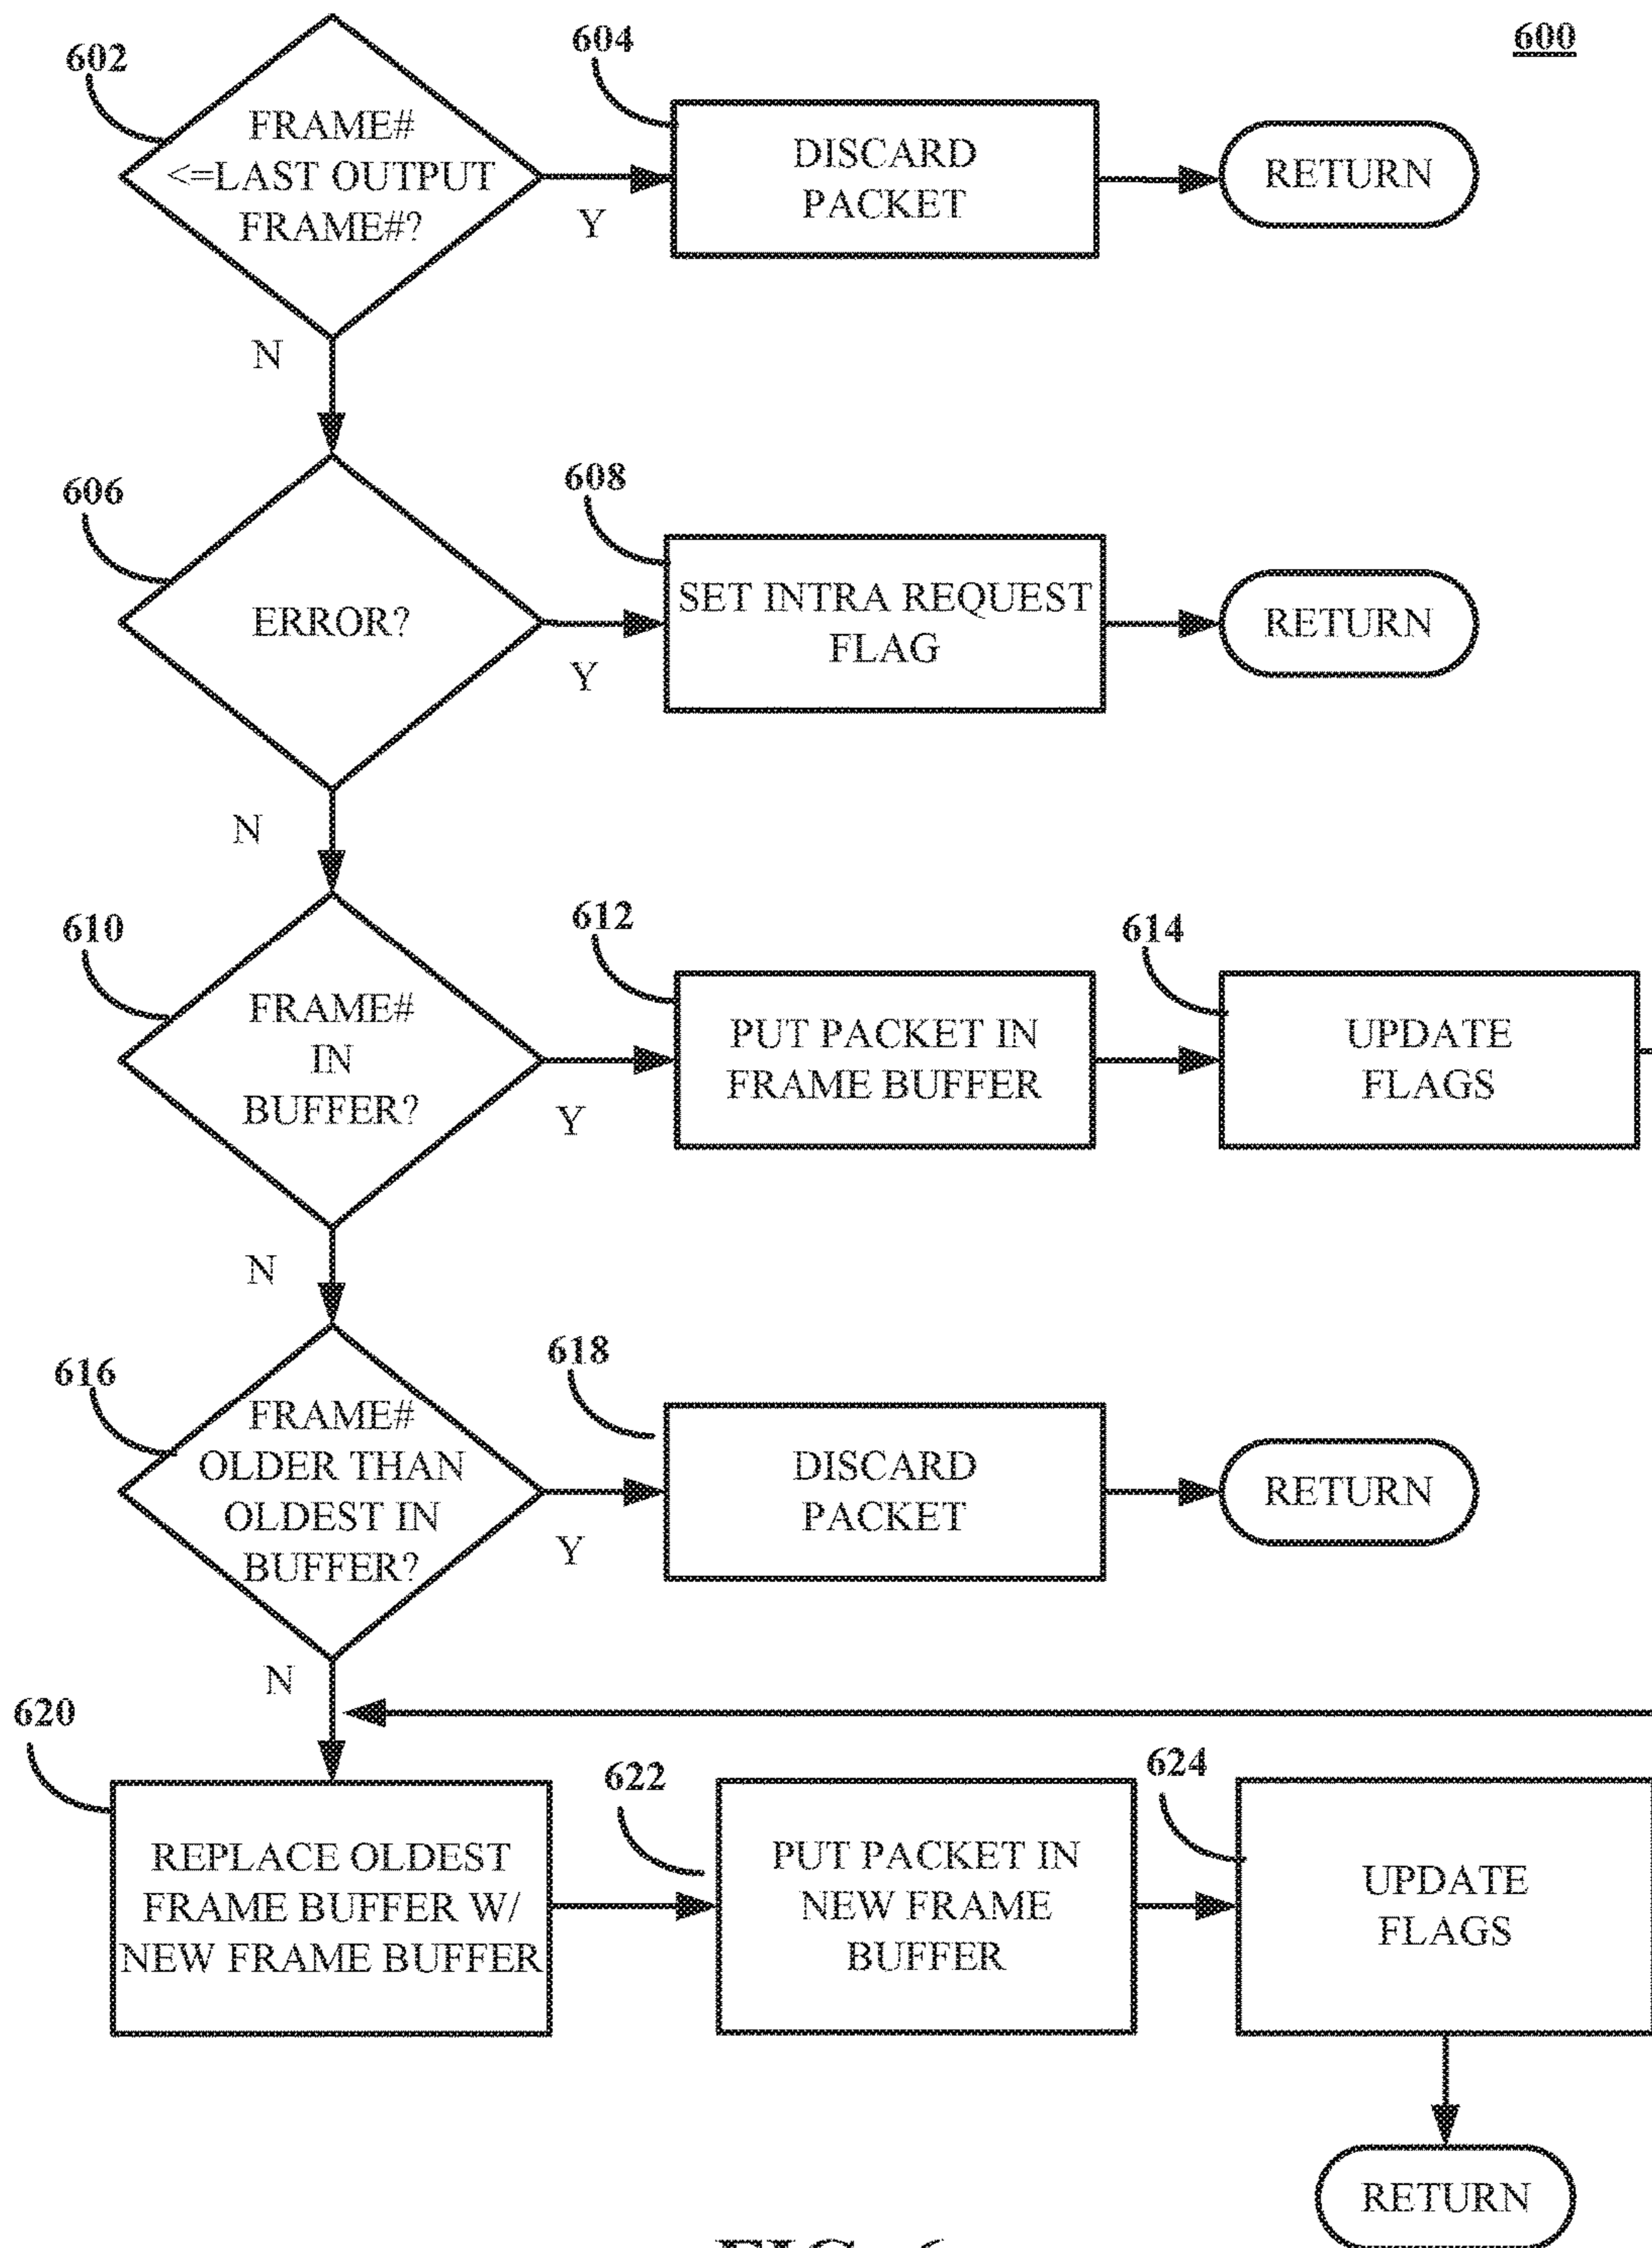 600
602
FRAME#
<=LAST OUTPUT
FRAME#?
Y
N
604
DISCARD
PACKET
RETURN
606
ERROR?
Y
N
608
SET INTRA REQUEST
FLAG
RETURN
610
FRAME#
IN
BUFFER?
Y
N
612
PUT PACKET IN
FRAME BUFFER
614
UPDATE
FLAGS
616
FRAME#
OLDER THAN
OLDEST IN
BUFFER?
Y
N
618
DISCARD
PACKET
RETURN
620
REPLACE OLDEST
FRAME BUFFER W/
NEW FRAME BUFFER
622
PUT PACKET IN
NEW FRAME
BUFFER
624
UPDATE
FLAGS
RETURN